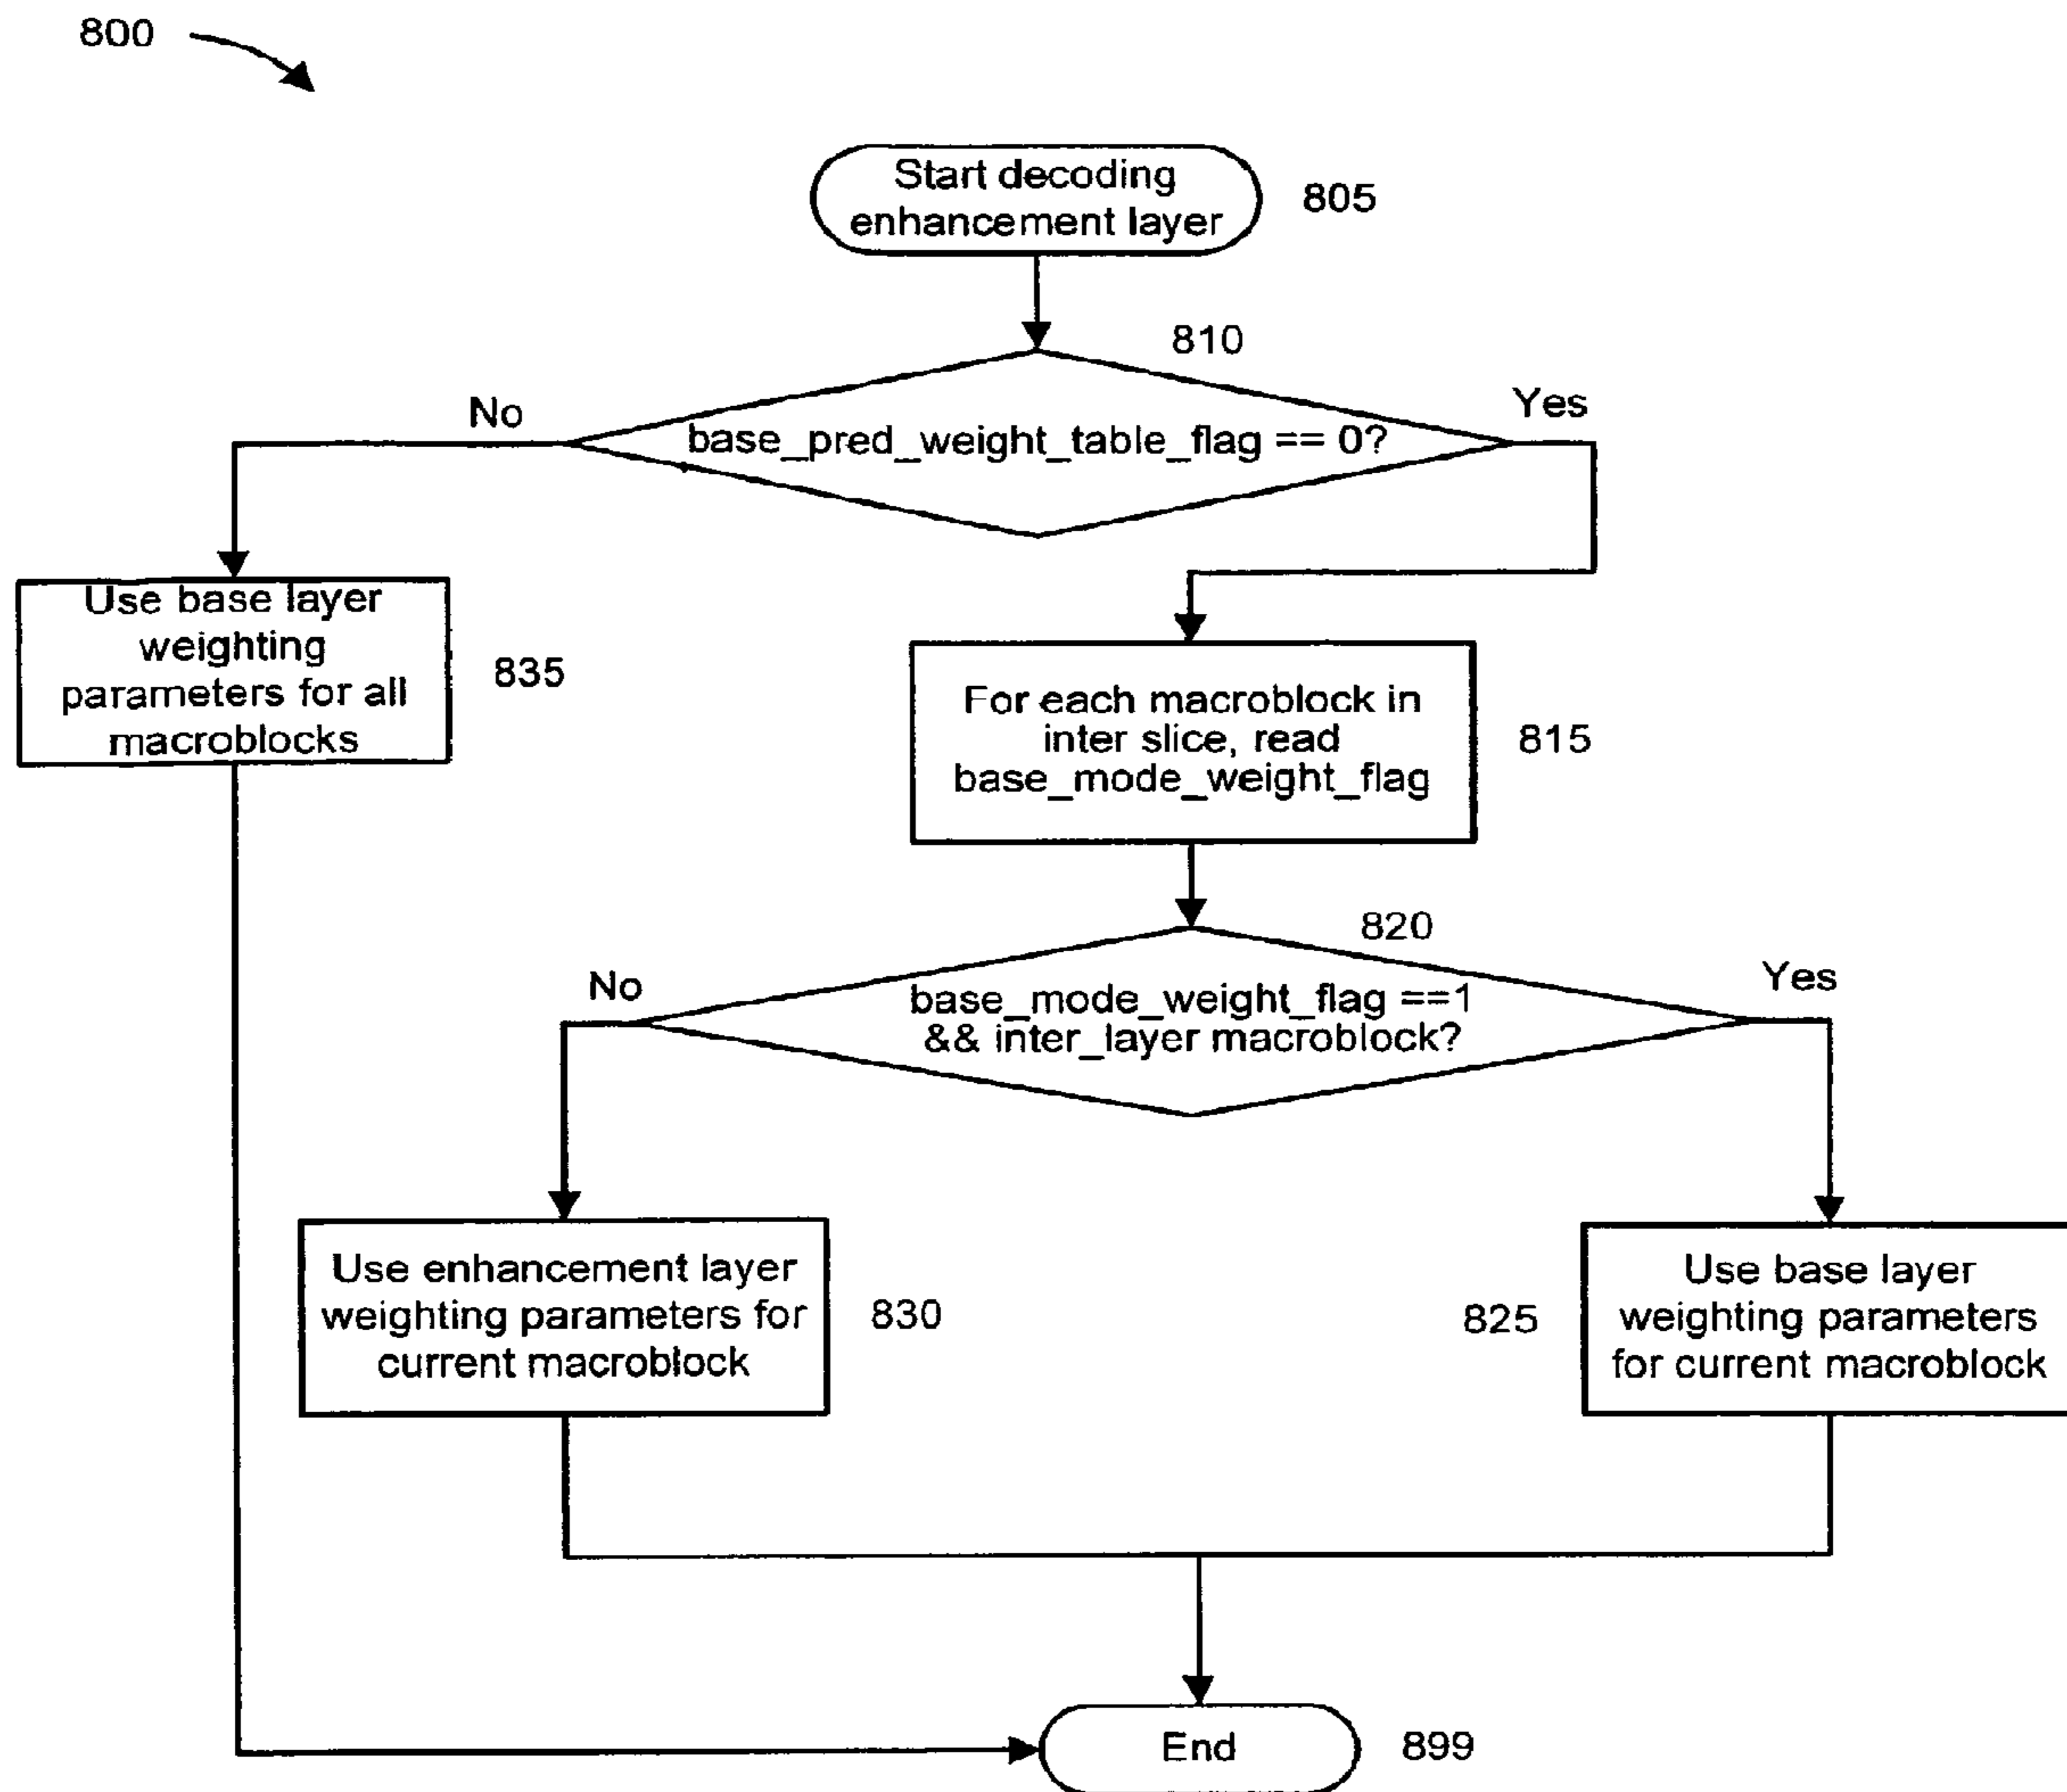 800
Start decoding
enhancement layer
805
810
No
Yes
base_pred_weight_table_flag == 0?
Use base layer
weighting
parameters for all
macroblocks
835
For each macroblock in
inter slice, read
base_mode_weight_flag
815
820
No
Yes
base_mode_weight_flag ==1
&& inter_layer macroblock?
Use enhancement layer
weighting parameters for
current macroblock
830
825
Use base layer
weighting parameters
for current macroblock
End
899